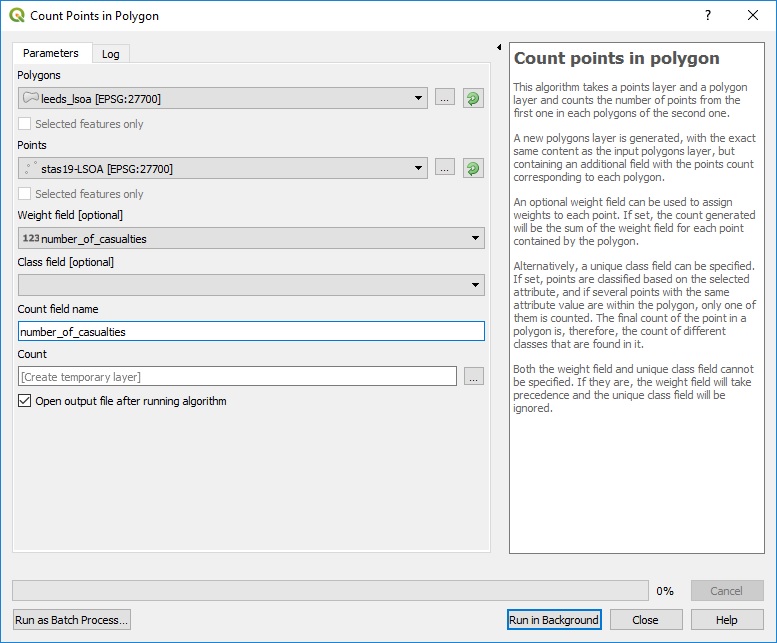 Count Points in Polygon
?
Parameters
Log
Polygons
leeds_lsoa [EPSG:27700]
...
Selected features only
Points
stas19-LSOA [EPSG:27700]
...
Selected features only
Weight field [optional]
123 number_of_casualties
Class field [optional]
Count field name
number_of_casualties
Count
[Create temporary layer]
...
Open output file after running algorithm
Count points in polygon
This algorithm takes a points layer and a polygon
layer and counts the number of points from the
first one in each polygons of the second one.
A new polygons layer is generated, with the exact
same content as the input polygons layer, but
containing an additional field with the points count
corresponding to each polygon.
An optional weight field can be used to assign
weights to each point. If set, the count generated
will be the sum of the weight field for each point
contained by the polygon.
Alternatively, a unique class field can be specified.
If set, points are classified based on the selected
attribute, and if several points with the same
attribute value are within the polygon, only one of
them is counted. The final count of the point in a
polygon is, therefore, the count of different
classes that are found in it.
Both the weight field and unique class field cannot
be specified. If they are, the weight field will take
precedence and the unique class field will be
ignored.
0%
Cancel
Run as Batch Process...
Run in Background
Close
Help